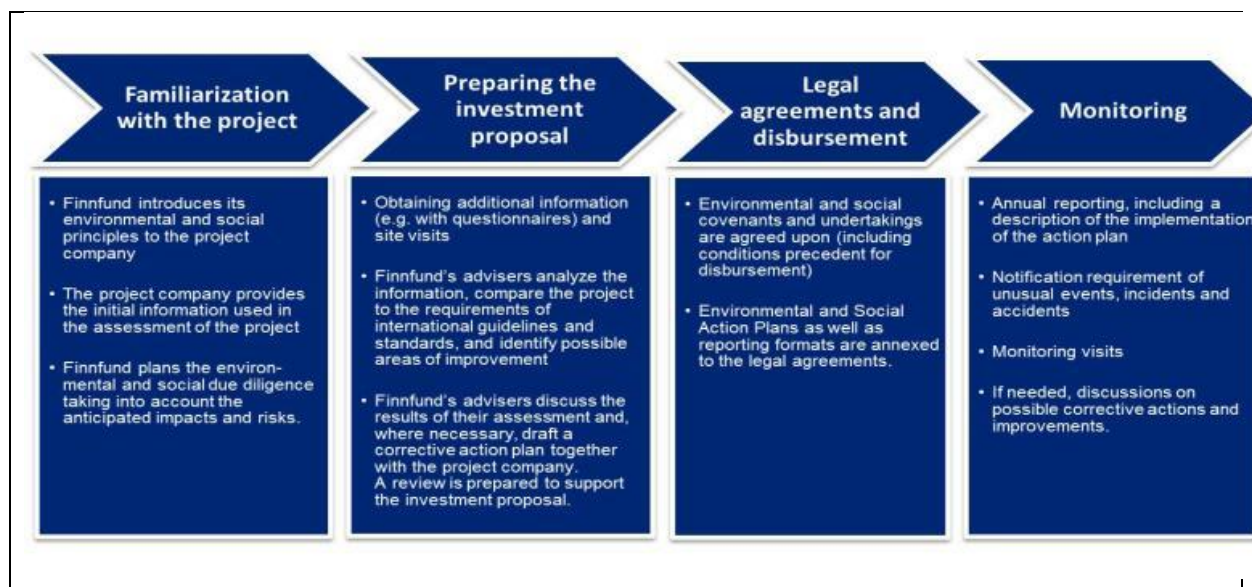 Familiarization
with the project
• Finnfund introduces its
environmental and social
principles to the project
company
• The project company provides
the initial information used in
the assessment of the project
• Finnfund plans the environ-
mental and social due diligence
taking into account the
anticipated impacts and risks.
Preparing the
investment
proposal
• Obtaining additional information
(e.g. with questionnaires) and
site visits
• Finnfund's advisers analyze the
information, compare the project
to the requirements of
international guidelines and
standards, and identify possible
areas of improvement
• Finnfund's advisers discuss the
results of their assessment and,
where necessary, draft a
corrective action plan together
with the project company.
A review is prepared to support
the investment proposal.
Legal
agreements and
disbursement
• Environmental and social
covenants and undertakings
are agreed upon (including
conditions precedent for
disbursement)
• Environmental and Social
Action Plans as well as
reporting formats are annexed
to the legal agreements.
Monitoring
• Annual reporting, including a
description of the implementation
of the action plan
• Notification requirement of
unusual events, incidents and
accidents
• Monitoring visits
• If needed, discussions on
possible corrective actions and
improvements.